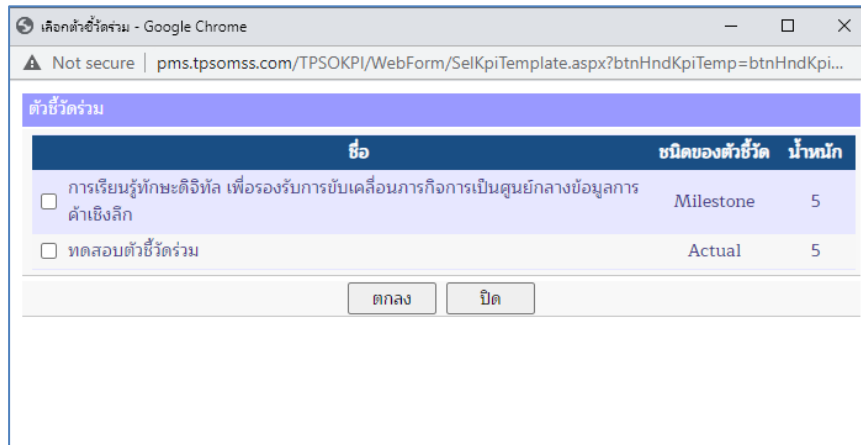 เลือกตัวชี้วัดร่วม - Google Chrome
Not secure | pms.tpsomss.com/TPSOKPI/WebForm/SelKpiTemplate.aspx?btnHndKpiTemp=btnHndKpi...
ตัวชี้วัดร่วม
ชื่อ ชนิดของตัวชี้วัด น้ำหนัก
การเรียนรู้ทักษะดิจิทัล เพื่อรองรับการขับเคลื่อนภารกิจการเป็นศูนย์กลางข้อมูลการ
ค้าเชิงลึก Milestone 5
ทดสอบตัวชี้วัดร่วม Actual 5
ตกลง ปิด